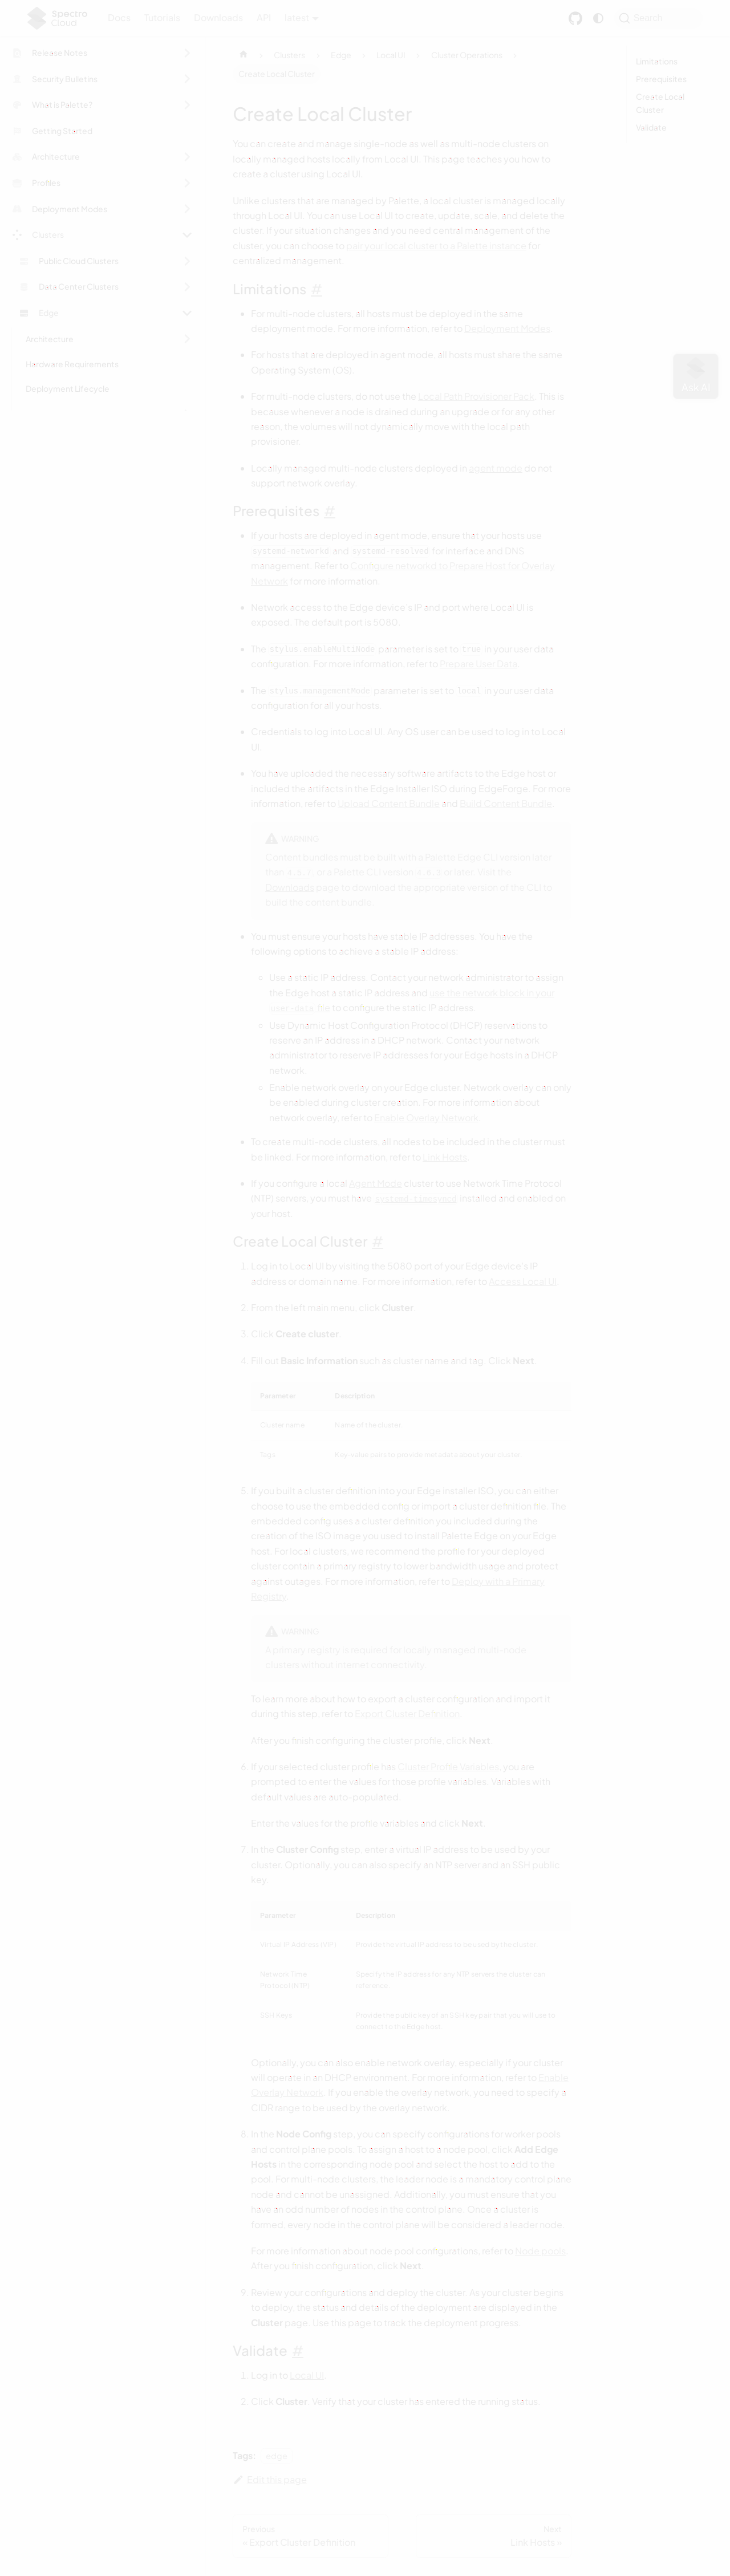 Spectro Cloud
Docs
Tutorials
Downloads
API
latest
Search
Release Notes
Security Bulletins
What is Palette?
Getting Started
Architecture
Profiles
Deployment Modes
Clusters
Public Cloud Clusters
Data Center Clusters
Edge
Architecture
Hardware Requirements
Deployment Lifecycle
Clusters
Edge
Local UI
Cluster Operations
Create Local Cluster
Create Local Cluster
You can create and manage single-node as well as multi-node clusters on
locally managed hosts locally from Local UI. This page teaches you how to
create a cluster using Local UI.
Unlike clusters that are managed by Palette, a local cluster is managed locally
through Local UI. You can use Local UI to create, update, scale, and delete the
cluster. If your situation changes and you need central management of the
cluster, you can choose to pair your local cluster to a Palette instance for
centralized management.
Limitations #
For multi-node clusters, all hosts must be deployed in the same
deployment mode. For more information, refer to Deployment Modes.
For hosts that are deployed in agent mode, all hosts must share the same
Operating System (OS).
For multi-node clusters, do not use the Local Path Provisioner Pack. This is
because whenever a node is drained during an upgrade or for any other
reason, the volumes will not dynamically move with the local path
provisioner.
Locally managed multi-node clusters deployed in agent mode do not
support network overlay.
Prerequisites #
If your hosts are deployed in agent mode, ensure that your hosts use
systemd-networkd and systemd-resolved for interface and DNS
management. Refer to Configure networkd to Prepare Host for Overlay
Network for more information.
Network access to the Edge device's IP and port where Local UI is
exposed. The default port is 5080.
The stylus.enableMultiNode parameter is set to true in your user data
configuration. For more information, refer to Prepare User Data.
The stylus.managementMode parameter is set to local in your user data
configuration for all your hosts.
Credentials to log into Local UI. Any OS user can be used to log in to Local
UI.
You have uploaded the necessary software artifacts to the Edge host or
included the artifacts in the Edge Installer ISO during EdgeForge. For more
information, refer to Upload Content Bundle and Build Content Bundle.
WARNING
Content bundles must be built with a Palette Edge CLI version later
than 4.5.7 or a Palette CLI version 4.6.3 or later. Visit the
Downloads page to download the appropriate version of the CLI to
build the content bundle.
You must ensure your hosts have stable IP addresses. You have the
following options to achieve a stable IP address:
Use a static IP address. Contact your network administrator to assign
the Edge host a static IP address and use the network block in your
user-data file to configure the static IP address.
Use Dynamic Host Configuration Protocol (DHCP) reservations to
reserve an IP address in a DHCP network. Contact your network
administrator to reserve IP addresses for your Edge hosts in a DHCP
network.
Enable network overlay on your Edge cluster. Network overlay can only
be enabled during cluster creation. For more information about
network overlay, refer to Enable Overlay Network.
To create multi-node clusters, all nodes to be included in the cluster must
be linked. For more information, refer to Link Hosts.
If you configure a local Agent Mode cluster to use Network Time Protocol
(NTP) servers, you must have systemd-timesyncd installed and enabled on
your host.
Create Local Cluster #
1. Log in to Local UI by visiting the 5080 port of your Edge device's IP
address or domain name. For more information, refer to Access Local UI.
2. From the left main menu, click Cluster.
3. Click Create cluster.
4. Fill out Basic Information such as cluster name and tag. Click Next.
Parameter Description
Cluster name Name of the cluster.
Tags Key-value pairs to provide metadata about your cluster.
5. If you built a cluster definition into your Edge installer ISO, you can either
choose to use the embedded config or import a cluster definition file. The
embedded config uses a cluster definition you included during the
creation of the ISO image you used to install Palette Edge on your Edge
host. For local clusters, we recommend the profile for your deployed
cluster contain a primary registry to lower bandwidth usage and protect
against outages. For more information, refer to Deploy with a Primary
Registry.
WARNING
A primary registry is required for locally managed multi-node
clusters without internet connectivity.
To learn more about how to export a cluster configuration and import it
during this step, refer to Export Cluster Definition.
After you finish configuring the cluster profile, click Next.
6. If your selected cluster profile has Cluster Profile Variables, you are
prompted to enter the values for those profile variables. Variables with
default values are auto-populated.
Enter the values for the profile variables and click Next.
7. In the Cluster Config step, enter a virtual IP address to be used by your
cluster. Optionally, you can also specify an NTP server and an SSH public
key.
Parameter Description
Virtual IP Address (VIP) Provide the virtual IP address to be used by the cluster.
Network Time Specify the IP address for any NTP servers the cluster can
Protocol (NTP) reference.
SSH Keys Provide the public key of an SSH key pair that you will use to
connect to the Edge host.
Optionally, you can also enable network overlay, especially if your cluster
will operate in an DHCP environment. For more information, refer to Enable
Overlay Network. If you enable the overlay network, you need to specify a
CIDR range to be used by the overlay network.
8. In the Node Config step, you can specify configurations for worker pools
and control plane pools. To assign a host to a node pool, click Add Edge
Hosts in the corresponding node pool and select the host to add to the
pool. For multi-node clusters, the leader node is a mandatory control plane
node and cannot be unassigned. Additionally, you must ensure that you
have an odd number of nodes in the control plane. Once a cluster is
formed, every node in the control plane will be considered a leader node.
For more information about node pool configurations, refer to Node pools.
After you finish configuration, click Next.
9. Review your configurations and deploy the cluster. As your cluster begins
to deploy, the status and details of the deployment are displayed in the
Cluster page. Use this page to track the deployment progress.
Validate #
1. Log in to Local UI.
2. Click Cluster. Verify that your cluster has entered the running status.
Tags: edge
Edit this page
Previous
« Export Cluster Definition
Next
Link Hosts »
Limitations
Prerequisites
Create Local
Cluster
Validate
Ask AI